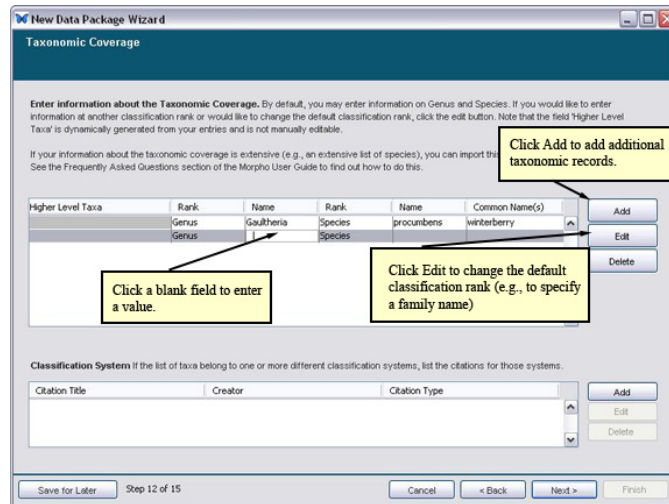 New Data Package Wizard
Taxonomic Coverage
Enter information about the Taxonomic Coverage. By default, you may enter information on Genus and Species. If you would like to enter
information at another classification rank or would like to change the default classification rank, click the edit button. Note that the field 'Higher Level
Taxa' is dynamically generated from your entries and is not manually editable.
If your information about the taxonomic coverage is extensive (e.g., an extensive list of species), you can import this
See the Frequently Asked Questions section of the Morpho User Guide to find out how to do this.
Click Add to add additional
taxonomic records.
Higher Level Taxa Rank Name Rank Name Common Name(s)
Genus Gaultheria Species procumbens winterberry
Genus Species
Add
Edit
Delete
Click a blank field to enter
a value.
Click Edit to change the default
classification rank (e.g., to specify
a family name)
Classification System If the list of taxa belong to one or more different classification systems, list the citations for those systems.
Citation Title Creator Citation Type
Add
Edit
Delete
Save for Later Step 12 of 15 Cancel < Back Next > Finish